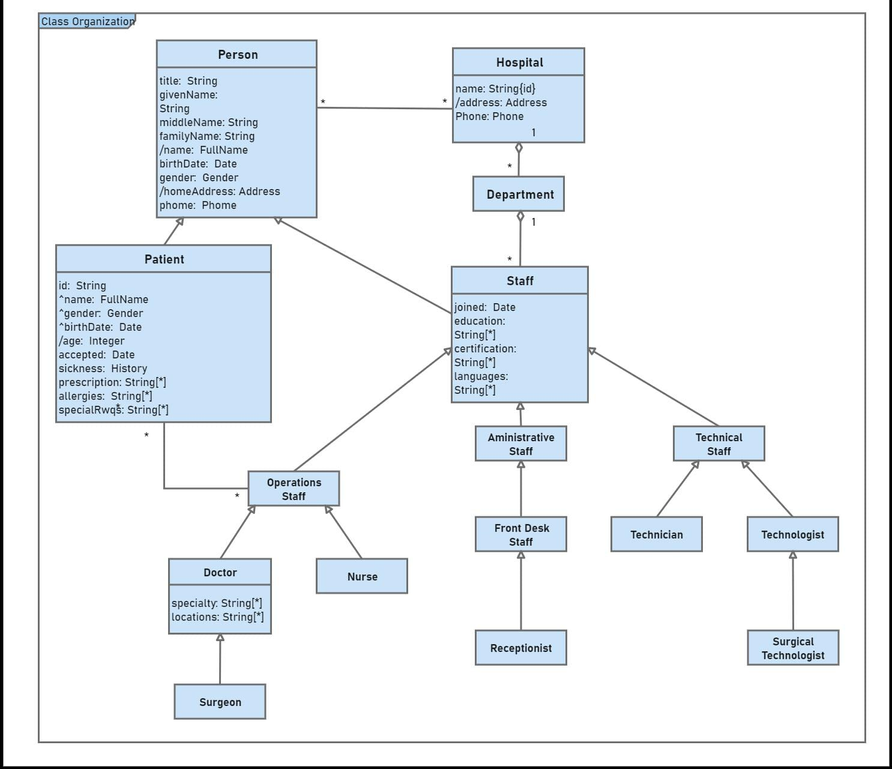 Class Organization
Person
title: String
givenName:
String
middleName: String
familyName: String
/name: FullName
birthDate: Date
gender: Gender
/homeAddress: Address
phome: Phome
*
*
Hospital
name: String{id}
/address: Address
Phone: Phone
1
*
Department
1
*
Patient
id: String
^name: FullName
^gender: Gender
^birthDate: Date
/age: Integer
accepted: Date
sickness: History
prescription: String[*]
allergies: String[*]
specialRwqs: String[*]
*
*
Staff
joined: Date
education:
String[*]
certification:
String[*]
languages:
String[*]
Operations
Staff
Aministrative
Staff
Technical
Staff
Doctor
specialty: String[*]
locations: String[*]
Nurse
Front Desk
Staff
Technician
Technologist
Surgeon
Receptionist
Surgical
Technologist